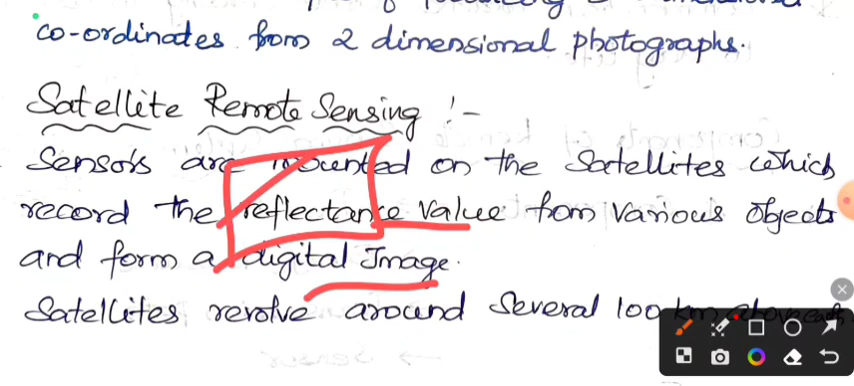 co-ordinates from 2 dimensional photographs.
Satellite Remote Sensing :-
Sensors are mounted on the Satellites which
record the reflectance value from various objects
and form a digital Image.
Satellites revolve around several 100 km above